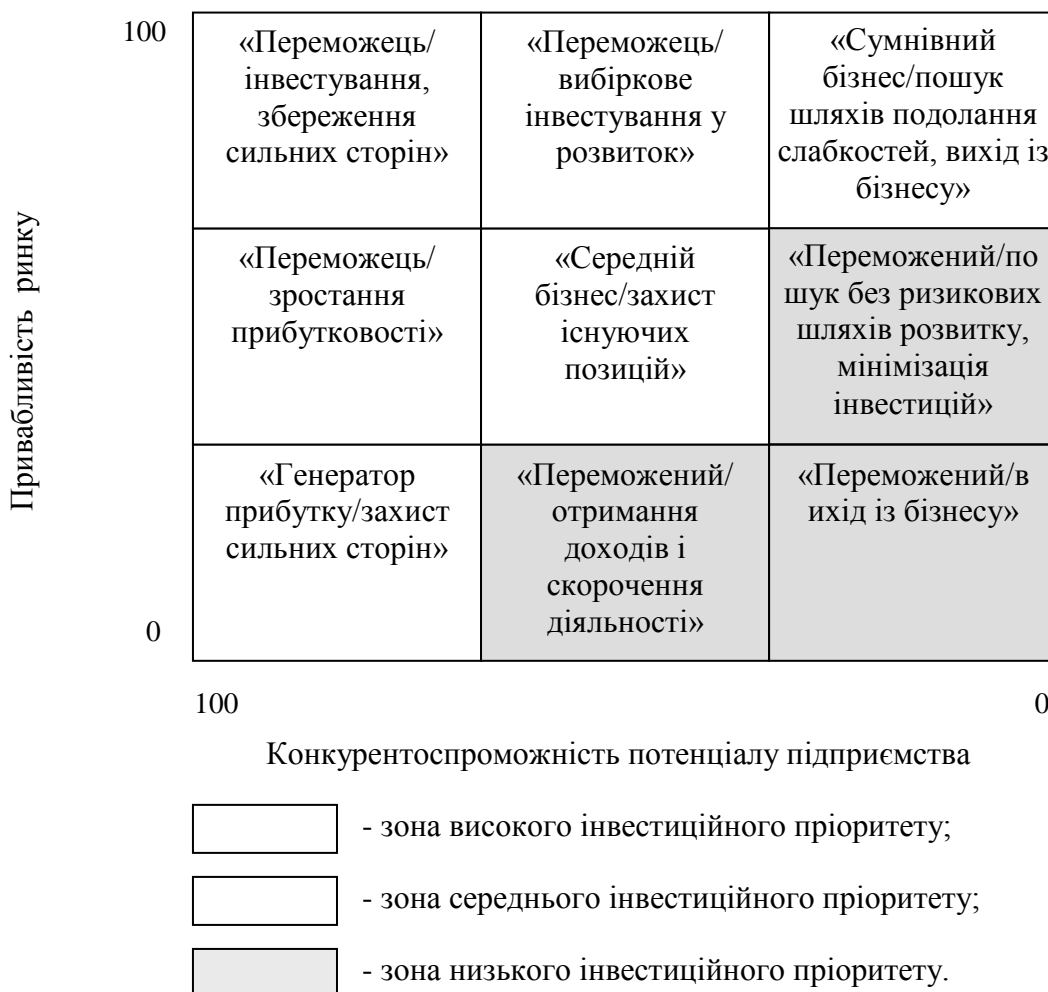 Привабливість ринку
100
«Переможець/
інвестування,
збереження
сильних сторін»
«Переможець/
вибіркове
інвестування у
розвиток»
«Сумнівний
бізнес/пошук
шляхів подолання
слабкостей, вихід із
бізнесу»
«Переможець/
зростання
прибутковості»
«Середній
бізнес/захист
існуючих
позицій»
«Переможений/по
шук без ризикових
шляхів розвитку,
мінімізація
інвестицій»
«Генератор
прибутку/захист
сильних сторін»
«Переможений/
отримання
доходів і
скорочення
діяльності»
«Переможений/в
ихід із бізнесу»
0
100
0
Конкурентоспроможність потенціалу підприємства
- зона високого інвестиційного пріоритету;
- зона середнього інвестиційного пріоритету;
- зона низького інвестиційного пріоритету.